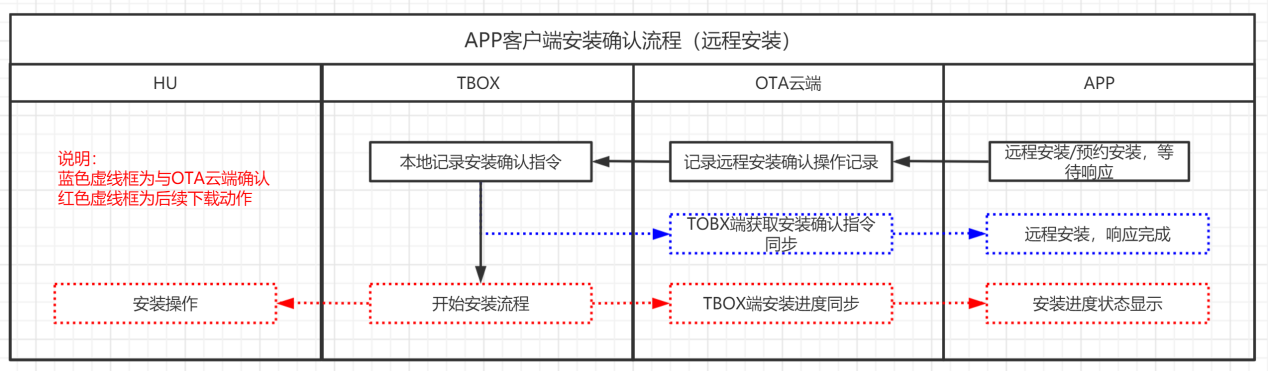 APP客户端安装确认流程（远程安装）
HU
TBOX
OTA云端
APP
说明：
蓝色虚线框为与OTA云端确认
红色虚线框为后续下载动作
本地记录安装确认指令
记录远程安装确认操作记录
远程安装/预约安装，等
待响应
TOBX端获取安装确认指令
同步
远程安装，响应完成
安装操作
开始安装流程
TBOX端安装进度同步
安装进度状态显示